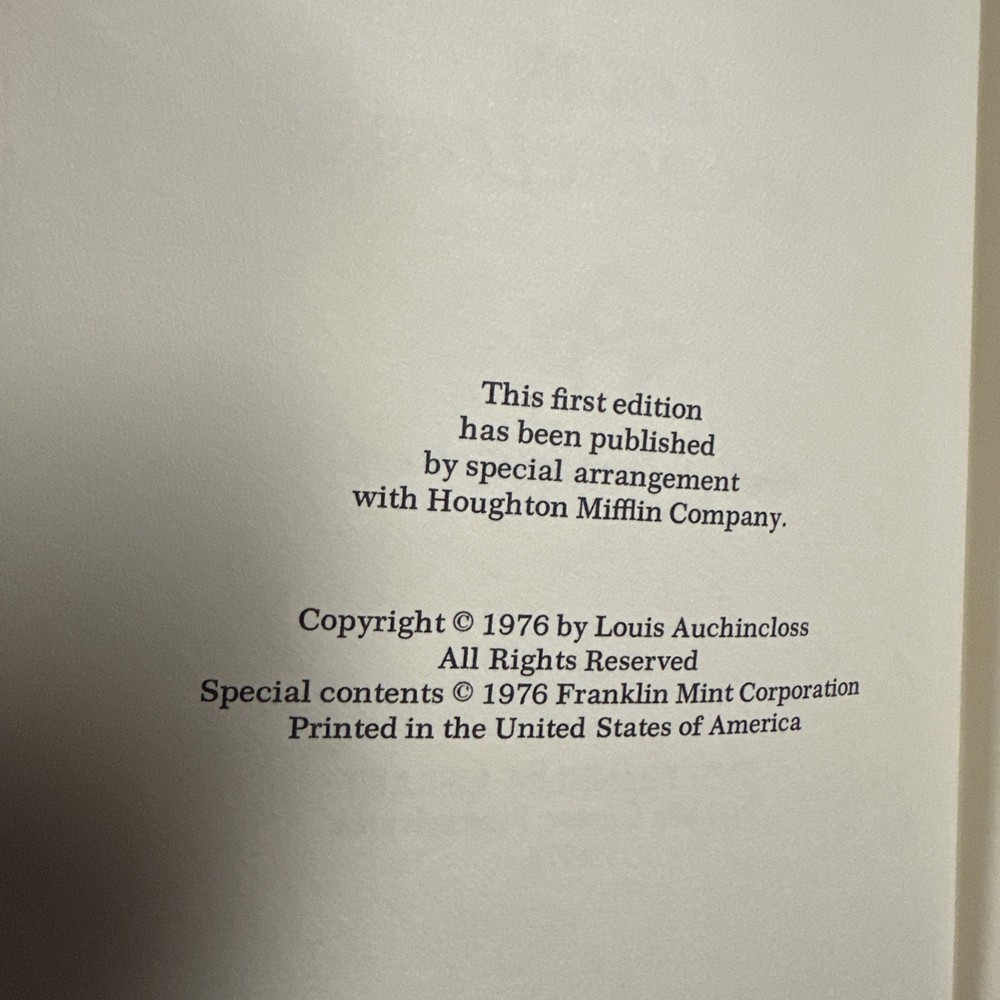 This first edition
has been published
by special arrangement
with Houghton Mifflin Company.
Copyright © 1976 by Louis Auchincloss
All Rights Reserved
Special contents © 1976 Franklin Mint Corporation
Printed in the United States of America